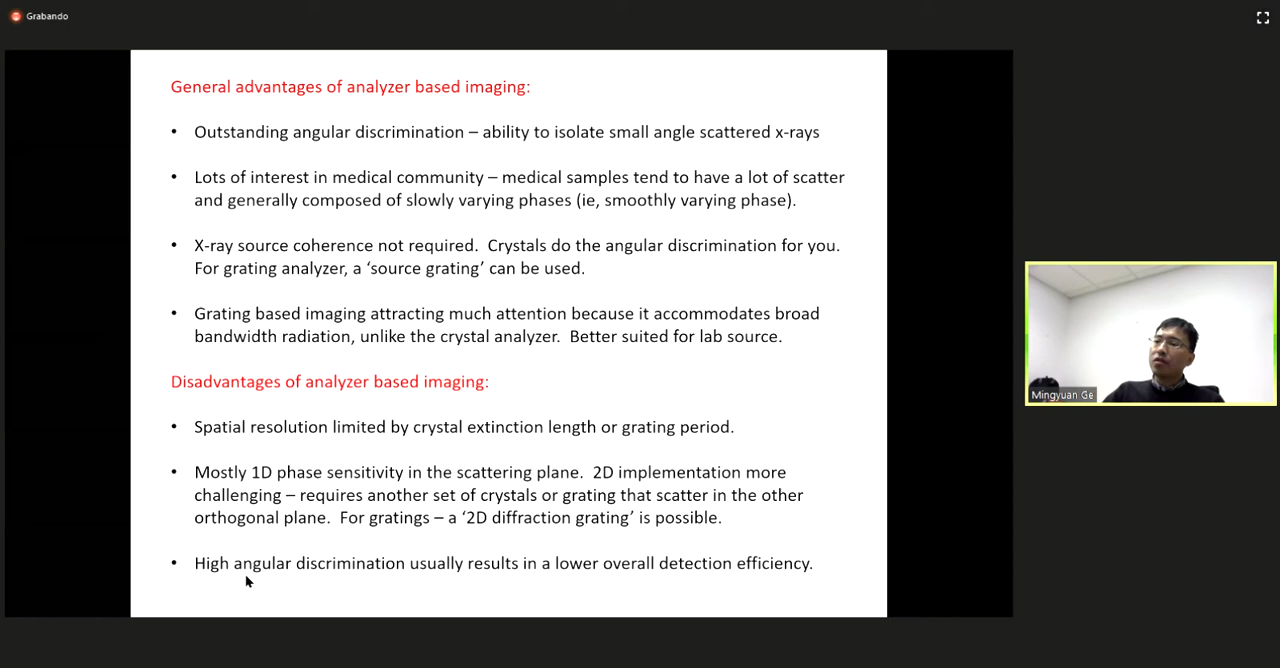 Grabando
General advantages of analyzer based imaging:
• Outstanding angular discrimination – ability to isolate small angle scattered x-rays
• Lots of interest in medical community – medical samples tend to have a lot of scatter
and generally composed of slowly varying phases (ie, smoothly varying phase).
• X-ray source coherence not required.  Crystals do the angular discrimination for you.
For grating analyzer, a ‘source grating’ can be used.
• Grating based imaging attracting much attention because it accommodates broad
bandwidth radiation, unlike the crystal analyzer.  Better suited for lab source.
Disadvantages of analyzer based imaging:
• Spatial resolution limited by crystal extinction length or grating period.
• Mostly 1D phase sensitivity in the scattering plane.  2D implementation more
challenging – requires another set of crystals or grating that scatter in the other
orthogonal plane.  For gratings – a ‘2D diffraction grating’ is possible.
• High angular discrimination usually results in a lower overall detection efficiency.
Mingyuan Ge